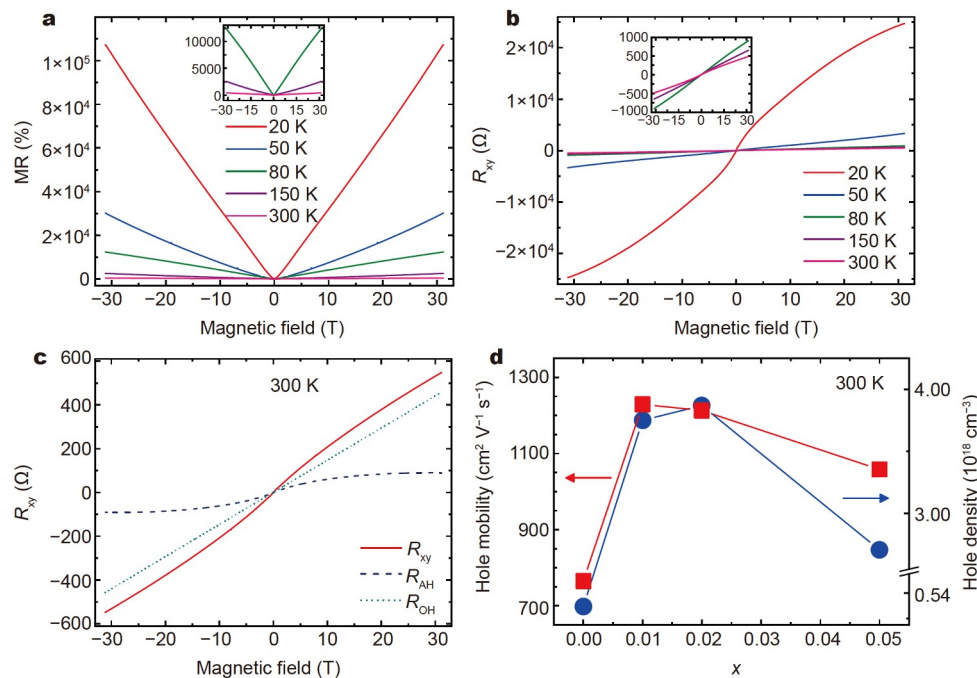 a
MR (%)
1×10⁵
8×10⁴
6×10⁴
4×10⁴
2×10⁴
0
−30 −20 −10 0 10 20 30
Magnetic field (T)
10000
5000
0
−30 −15 0 15 30
20 K
50 K
80 K
150 K
300 K
b
Rxy (Ω)
2×10⁴
1×10⁴
0
−1×10⁴
−2×10⁴
−30 −20 −10 0 10 20 30
Magnetic field (T)
1000
500
0
−500
−1000
−30 −15 0 15 30
20 K
50 K
80 K
150 K
300 K
c
300 K
Rxy (Ω)
600
400
200
0
−200
−400
−600
−30 −20 −10 0 10 20 30
Magnetic field (T)
Rxy
RAH
ROH
d
300 K
Hole mobility (cm² V⁻¹ s⁻¹)
1300
1100
900
700
0.00 0.01 0.02 0.03 0.04 0.05
x
4.00
3.00
0.54
Hole density (10¹⁸ cm⁻³)